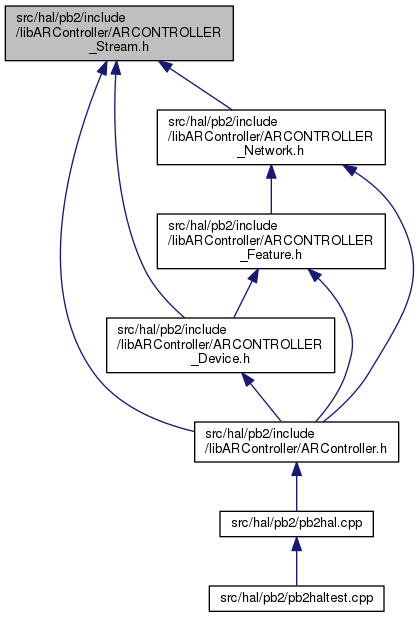 src/hal/pb2/include
/libARController/ARCONTROLLER
_Stream.h
src/hal/pb2/include
/libARController/ARCONTROLLER
_Network.h
src/hal/pb2/include
/libARController/ARCONTROLLER
_Feature.h
src/hal/pb2/include
/libARController/ARCONTROLLER
_Device.h
src/hal/pb2/include
/libARController/ARController.h
src/hal/pb2/pb2hal.cpp
src/hal/pb2/pb2haltest.cpp